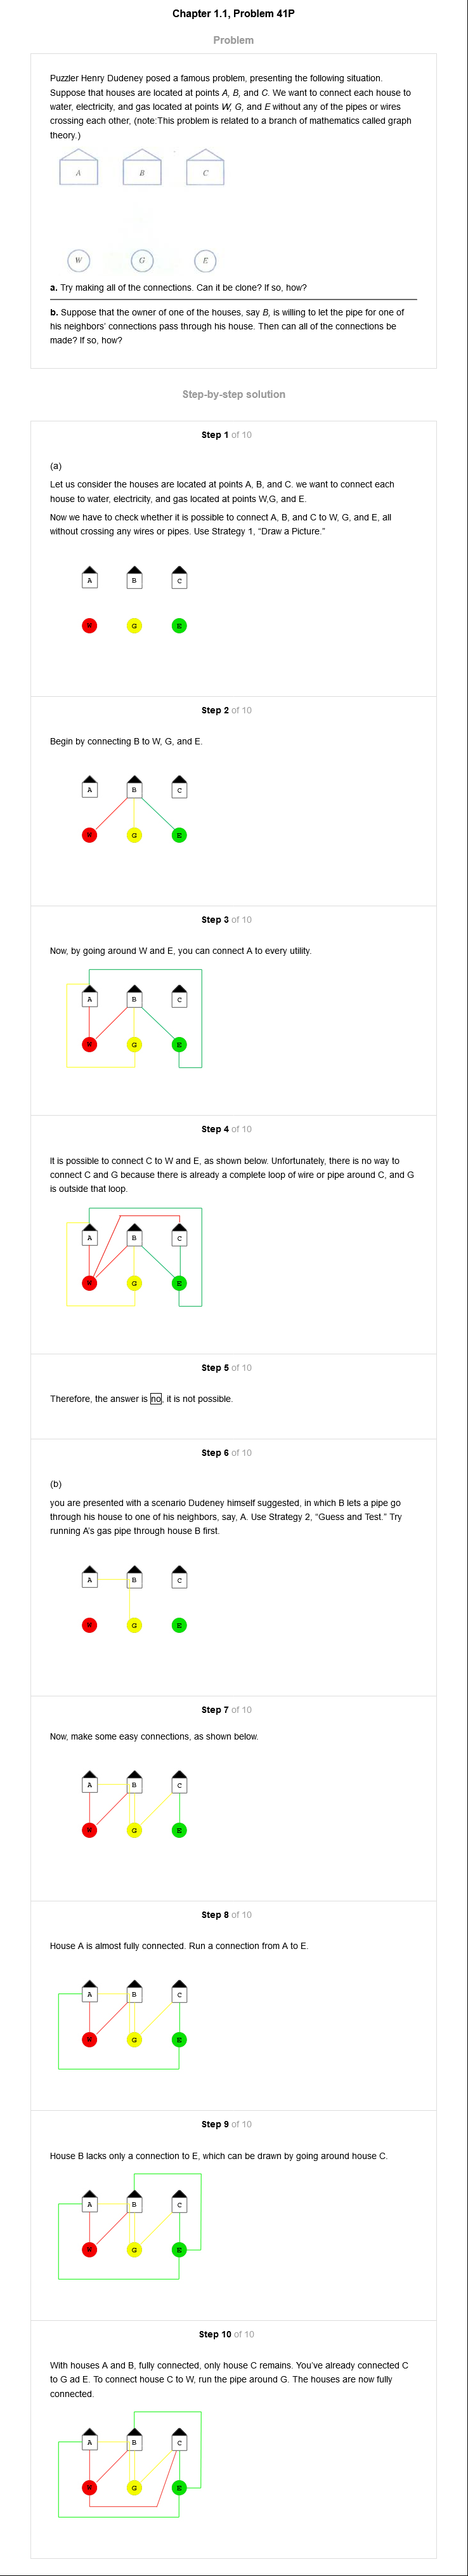 Chapter 1.1, Problem 41P
Problem
Puzzler Henry Dudeney posed a famous problem, presenting the following situation.
Suppose that houses are located at points A, B, and C. We want to connect each house to
water, electricity, and gas located at points W, G, and E without any of the pipes or wires
crossing each other, (note:This problem is related to a branch of mathematics called graph
theory.)
A B C
W G E
a. Try making all of the connections. Can it be clone? If so, how?
b. Suppose that the owner of one of the houses, say B, is willing to let the pipe for one of
his neighbors' connections pass through his house. Then can all of the connections be
made? If so, how?
Step-by-step solution
Step 1 of 10
(a)
Let us consider the houses are located at points A, B, and C. we want to connect each
house to water, electricity, and gas located at points W,G, and E.
Now we have to check whether it is possible to connect A, B, and C to W, G, and E, all
without crossing any wires or pipes. Use Strategy 1, “Draw a Picture.”
A B C
W G E
Step 2 of 10
Begin by connecting B to W, G, and E.
A B C
W G E
Step 3 of 10
Now, by going around W and E, you can connect A to every utility.
A B C
W G E
Step 4 of 10
It is possible to connect C to W and E, as shown below. Unfortunately, there is no way to
connect C and G because there is already a complete loop of wire or pipe around C, and G
is outside that loop.
A B C
W G E
Step 5 of 10
Therefore, the answer is no, it is not possible.
Step 6 of 10
(b)
you are presented with a scenario Dudeney himself suggested, in which B lets a pipe go
through his house to one of his neighbors, say, A. Use Strategy 2, “Guess and Test.” Try
running A's gas pipe through house B first.
A B C
W G E
Step 7 of 10
Now, make some easy connections, as shown below.
A B C
W G E
Step 8 of 10
House A is almost fully connected. Run a connection from A to E.
A B C
W G E
Step 9 of 10
House B lacks only a connection to E, which can be drawn by going around house C.
A B C
W G E
Step 10 of 10
With houses A and B, fully connected, only house C remains. You've already connected C
to G ad E. To connect house C to W, run the pipe around G. The houses are now fully
connected.
A B C
W G E